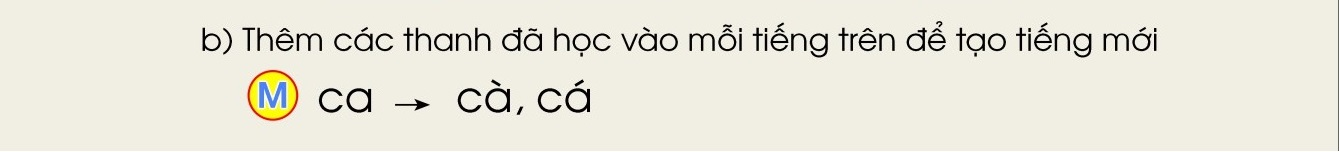 b) Thêm các thanh đã học vào mỗi tiếng trên để tạo tiếng mới
M ca → cà, cá